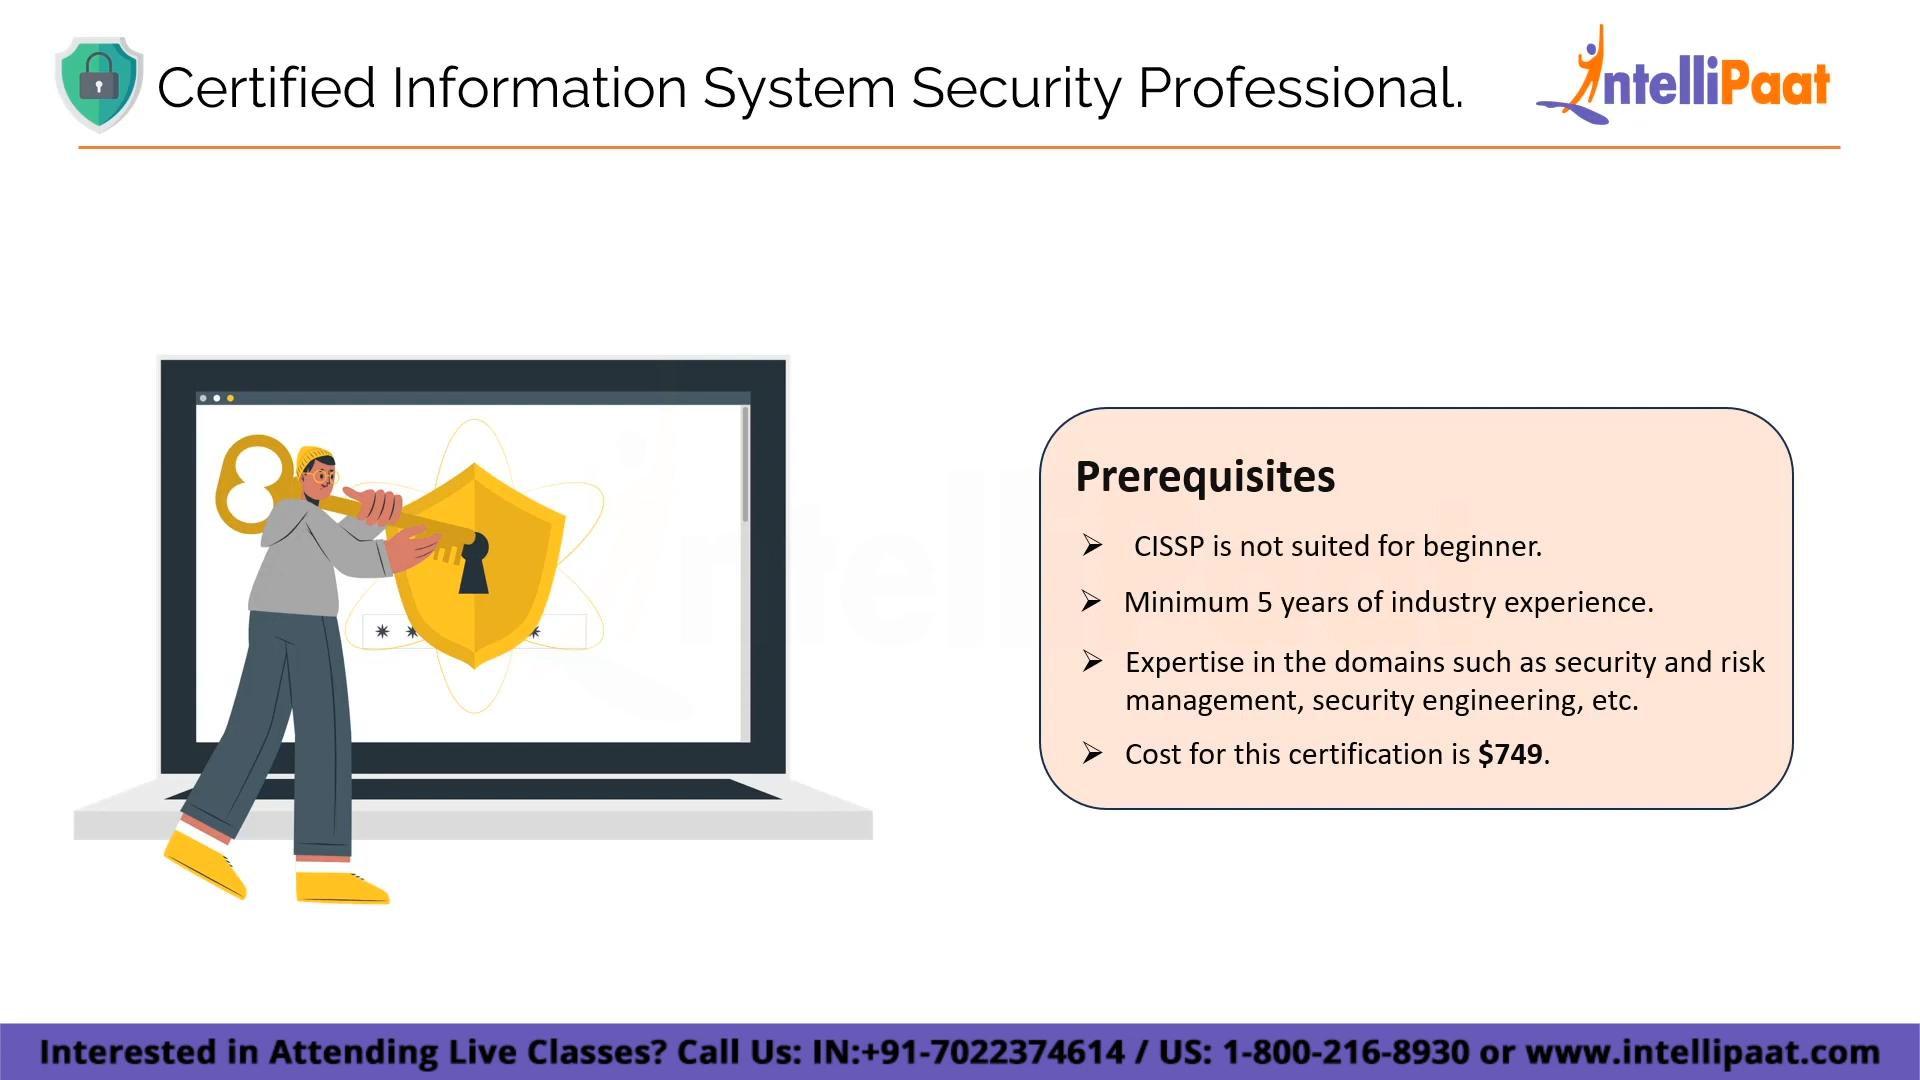 Certified Information System Security Professional.
IntelliPaat
Prerequisites
CISSP is not suited for beginner.
Minimum 5 years of industry experience.
Expertise in the domains such as security and risk
management, security engineering, etc.
Cost for this certification is $749.
Interested in Attending Live Classes? Call Us: IN:+91-7022374614 / US: 1-800-216-8930 or www.intellipaat.com